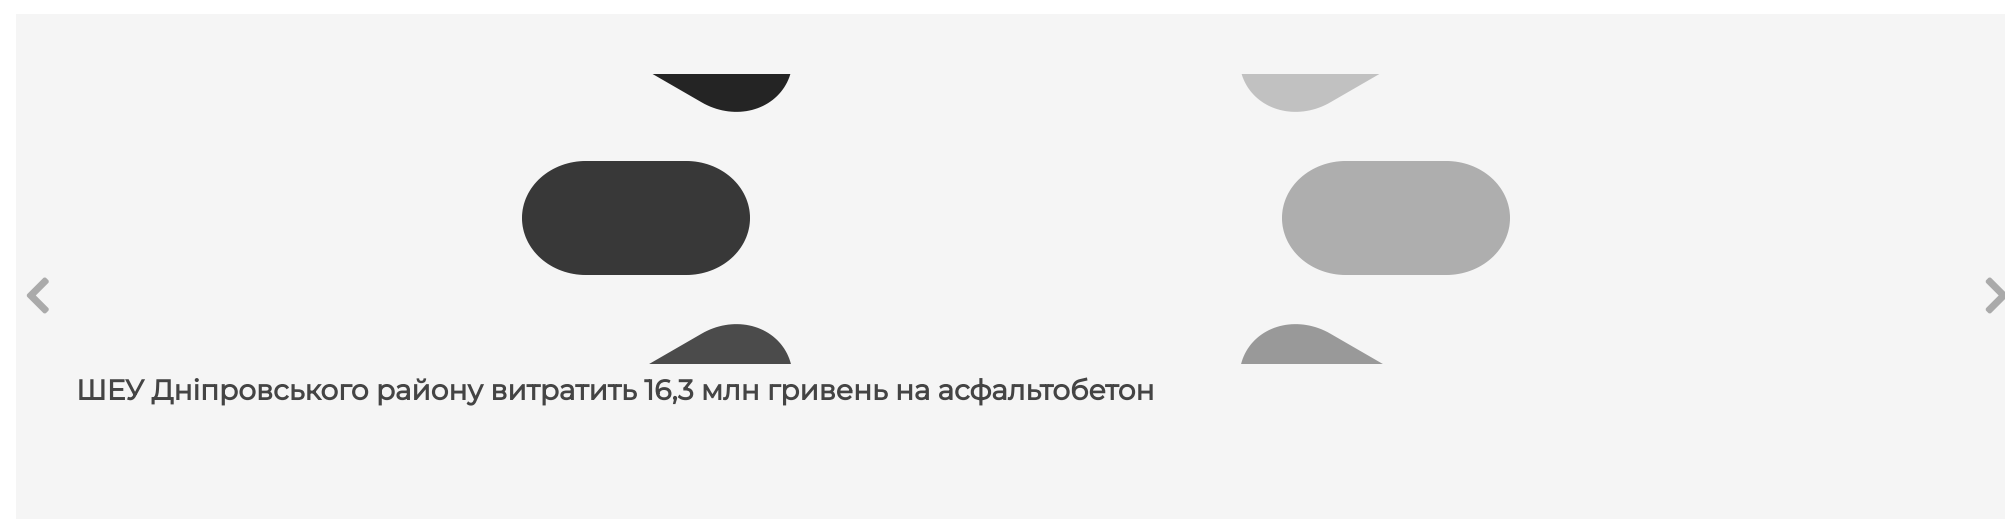 ШЕУ Дніпровського району витратить 16,3 млн гривень на асфальтобетон